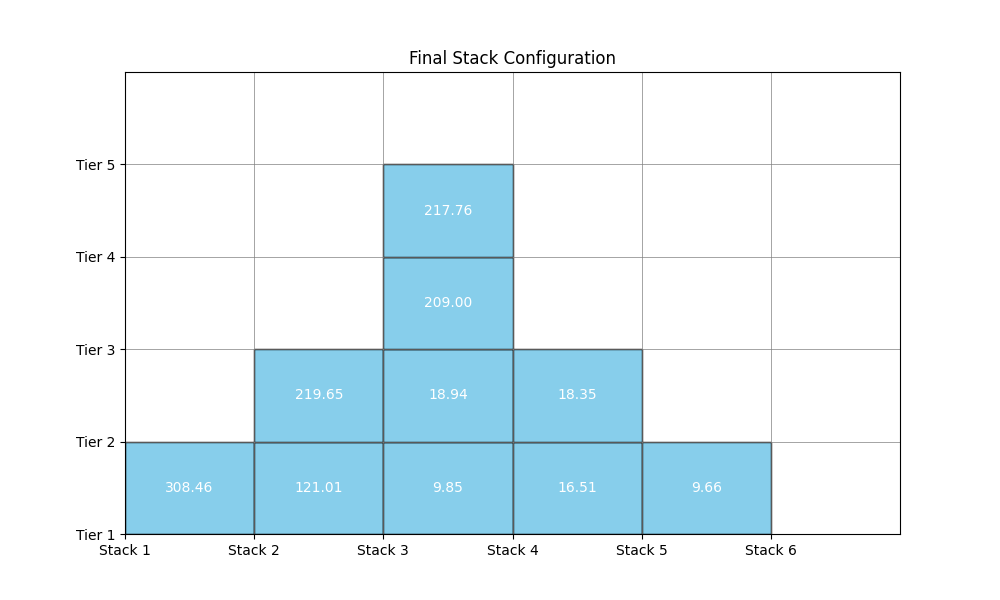 Final Stack Configuration
Tier 5
217.76
Tier 4
209.00
Tier 3
219.65 18.94 18.35
Tier 2
308.46 121.01 9.85 16.51 9.66
Tier 1
Stack 1 Stack 2 Stack 3 Stack 4 Stack 5 Stack 6